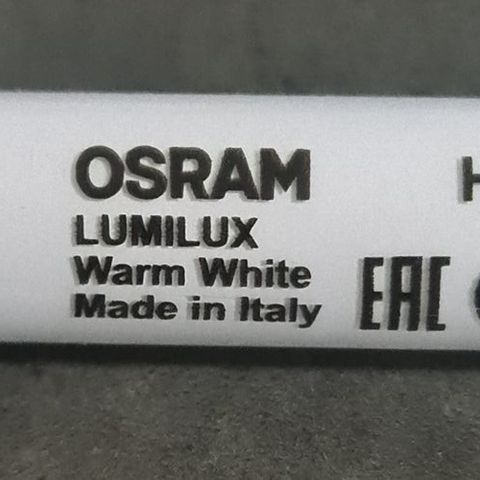 OSRAM
H
LUMILUX
Warm White
Made in Italy
EAC